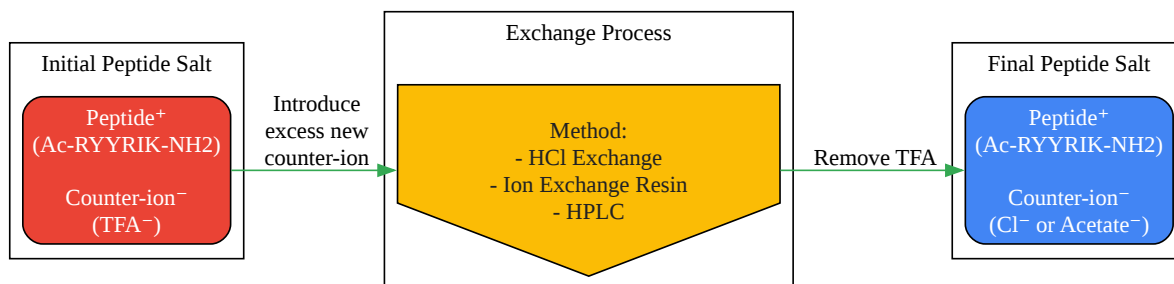 Initial Peptide Salt
Peptide⁺
(Ac-RYYRIK-NH2)
Counter-ion⁻
(TFA⁻)
Introduce
excess new
counter-ion
Exchange Process
Method:
- HCl Exchange
- Ion Exchange Resin
- HPLC
Remove TFA
Final Peptide Salt
Peptide⁺
(Ac-RYYRIK-NH2)
Counter-ion⁻
(Cl⁻ or Acetate⁻)